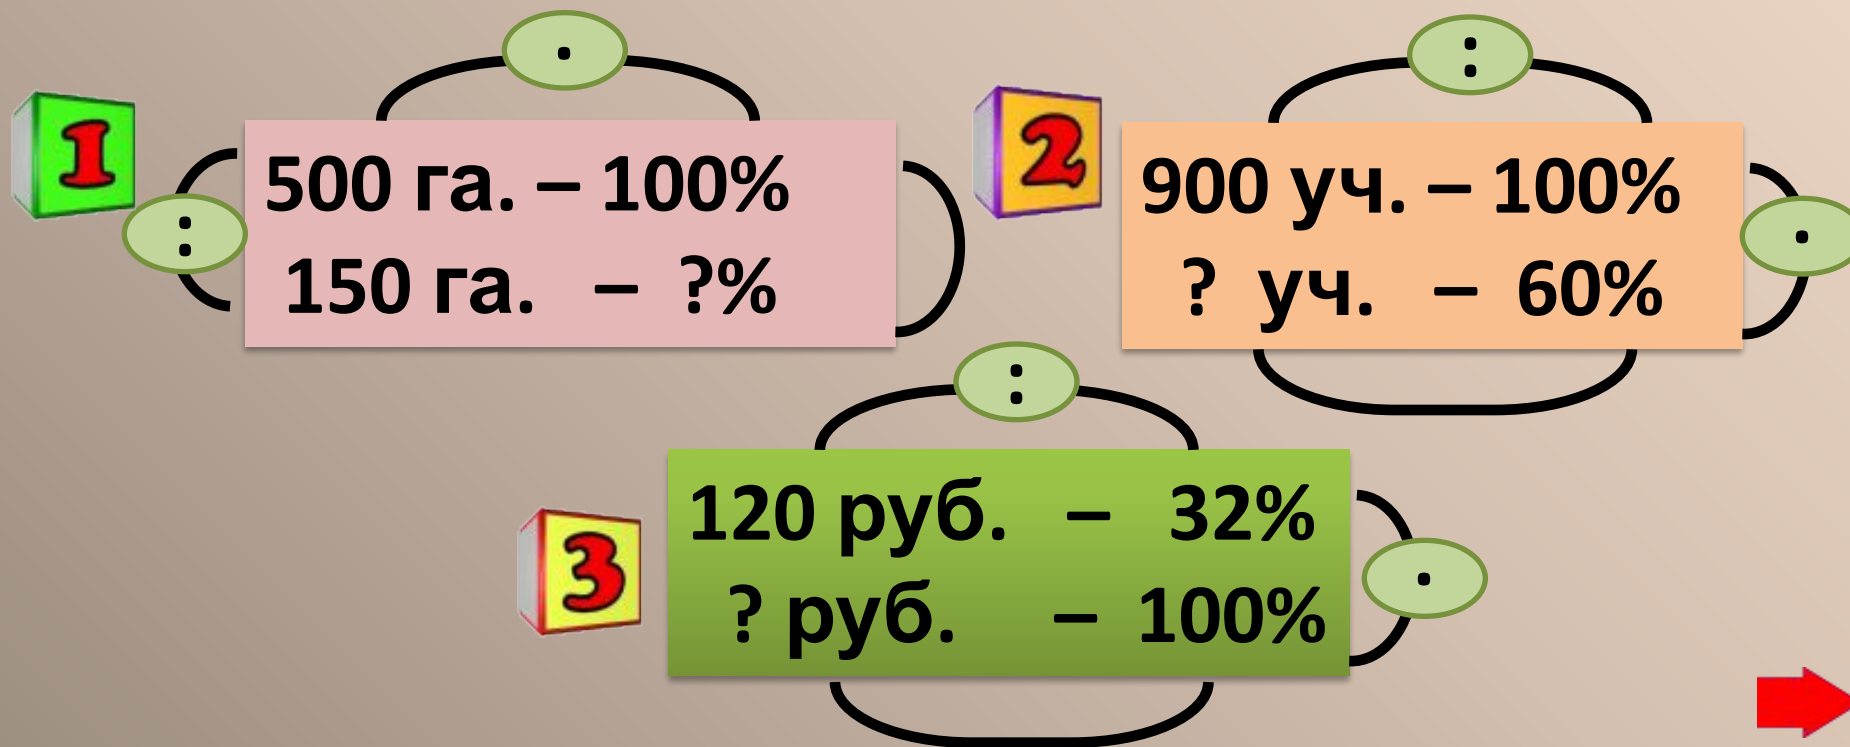 ·
:
1
500 га. – 100%
:
150 га. – ?%
2
900 уч. – 100%
·
? уч. – 60%
:
3
120 руб. – 32%
·
? руб. – 100%